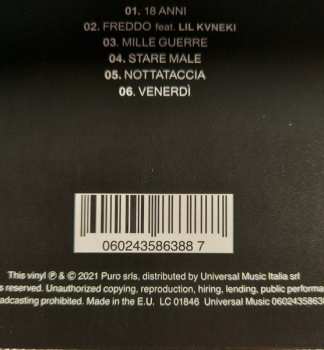 01. 18 ANNI
02. FREDDO feat. LIL KVNEKI
03. MILLE GUERRE
04. STARE MALE
05. NOTTATACCIA
06. VENERDÌ
060243586388 7
This vinyl ℗ & © 2021 Puro srls, distributed by Universal Music Italia srl
s reserved. Unauthorized copying, reproduction, hiring, lending, public performa
adcasting prohibited. Made in the E.U. LC 01846 Universal Music 06024358638